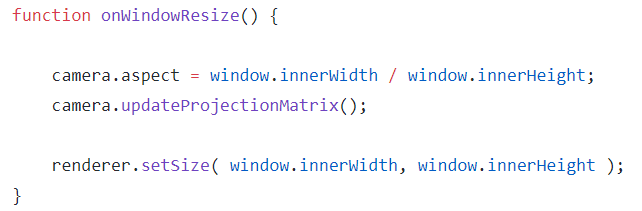 function onWindowResize() {
    camera.aspect = window.innerWidth / window.innerHeight;
    camera.updateProjectionMatrix();
    renderer.setSize( window.innerWidth, window.innerHeight );
}